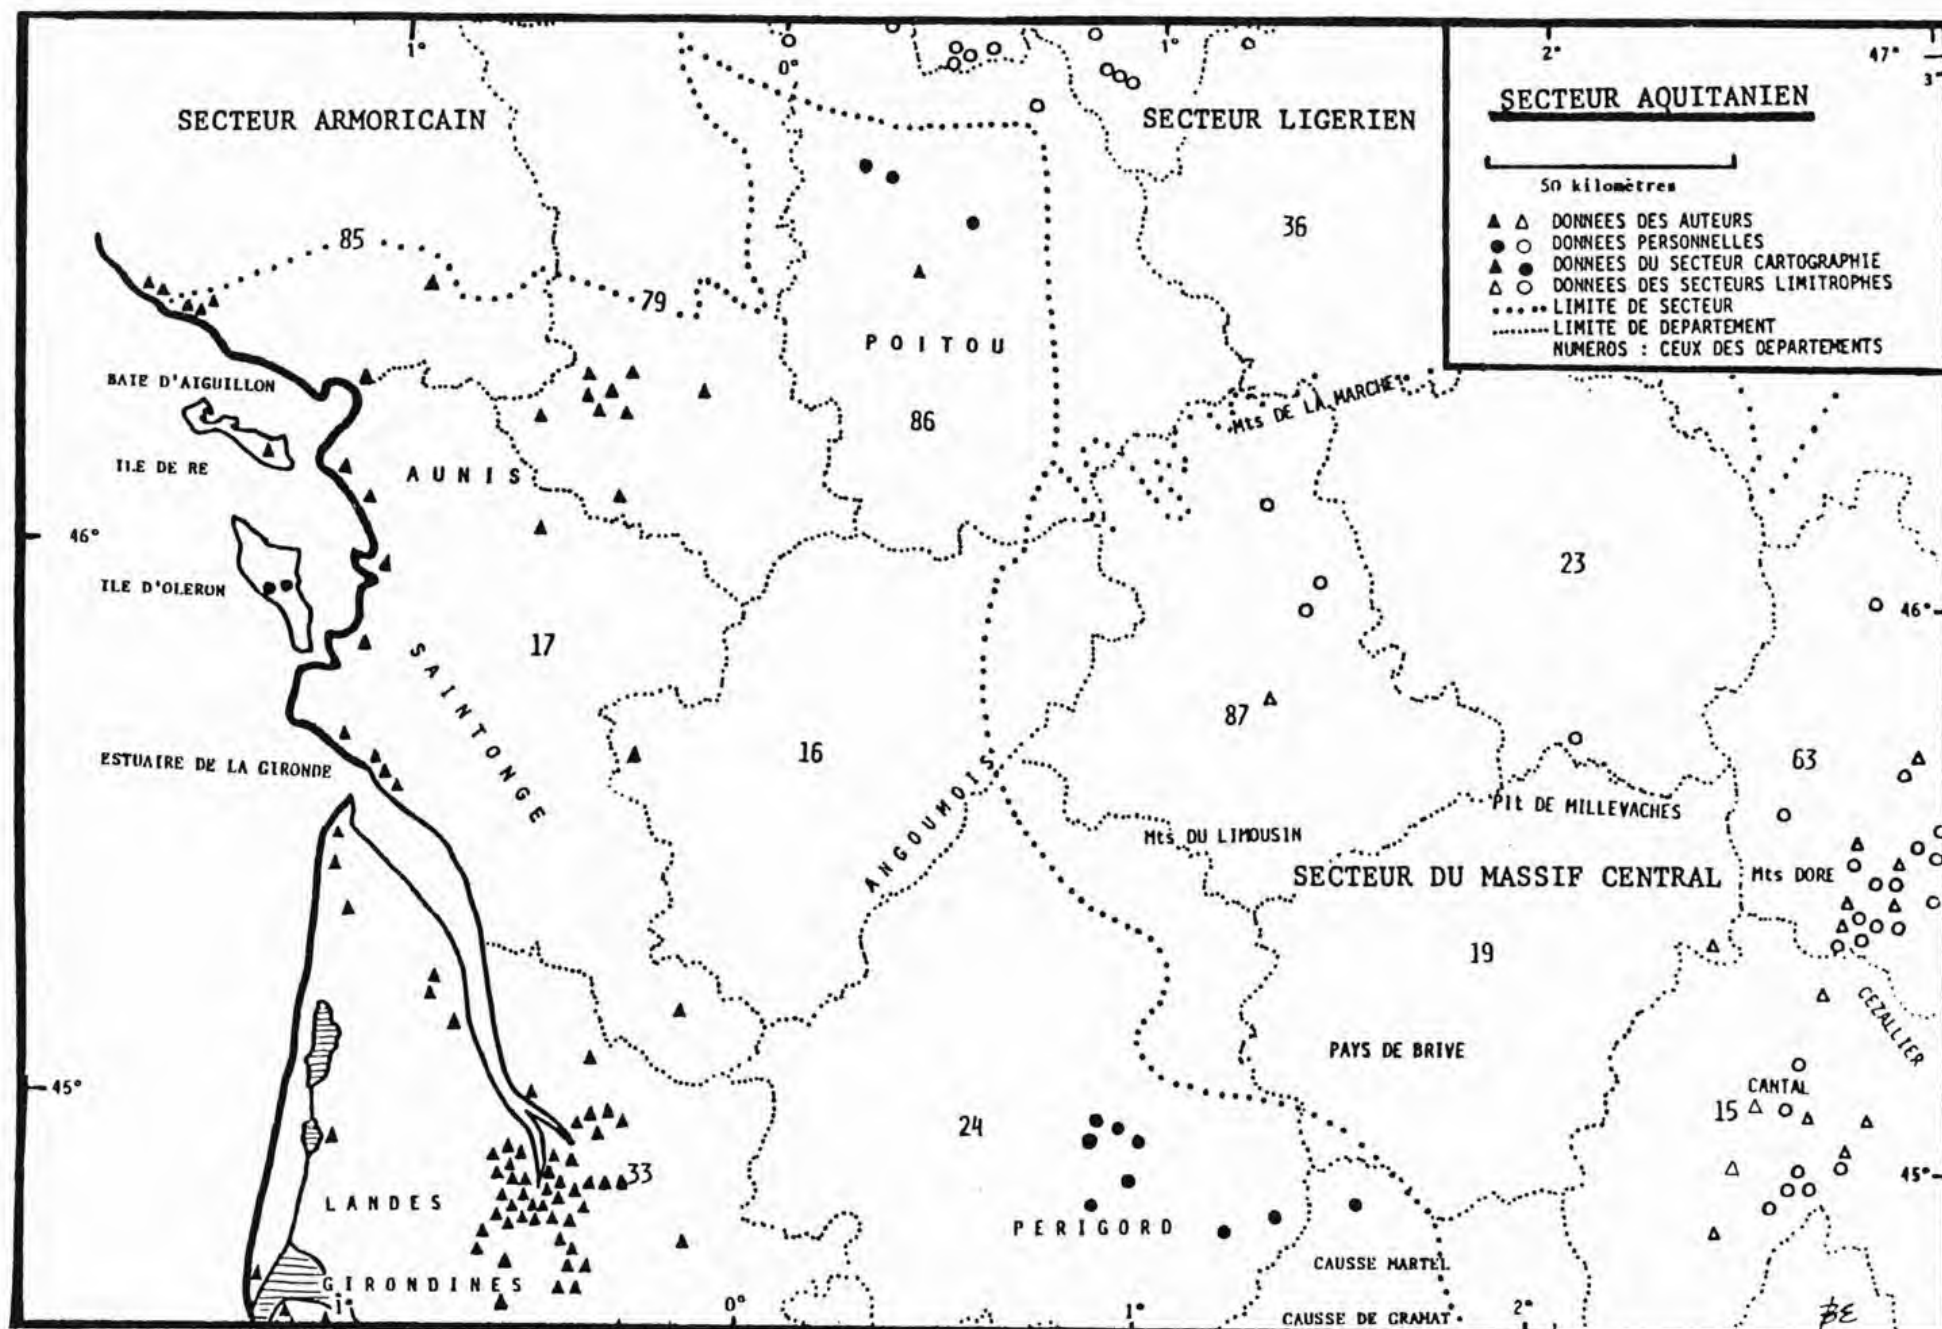 1°
0°
1°
2°
47°
3°
SECTEUR ARMORICAIN
SECTEUR LIGERIEN
SECTEUR AQUITANIEN
50 kilomètres
DONNEES DES AUTEURS
DONNEES PERSONNELLES
DONNEES DU SECTEUR CARTOGRAPHIE
DONNEES DES SECTEURS LIMITROPHES
LIMITE DE SECTEUR
LIMITE DE DEPARTEMENT
NUMEROS : CEUX DES DEPARTEMENTS
85
79
36
POITOU
BAIE D'AIGUILLON
Mts DE LA MARCHE
86
ILE DE RE
AUNIS
46°
ILE D'OLERON
23
46°
17
SAINTONGE
87
16
ESTUAIRE DE LA GIRONDE
63
ANGOUMOIS
Plt DE MILLEVACHES
Mts DU LIMOUSIN
SECTEUR DU MASSIF CENTRAL
Mts DORE
19
CEZALLIER
PAYS DE BRIVE
45°
CANTAL
15
24
33
45°
LANDES
PERIGORD
CAUSSE MARTEL
GIRONDINES
1°
0°
1°
2°
CAUSSE DE GRAMAT
BE